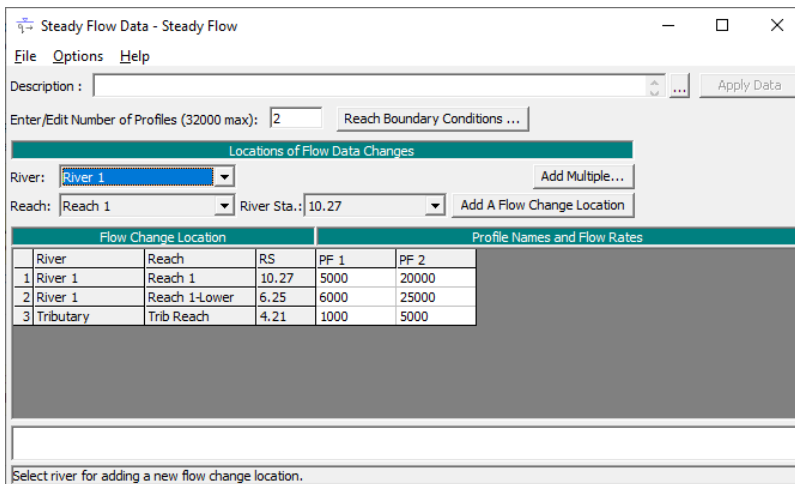 Steady Flow Data - Steady Flow
File Options Help
Description : ... Apply Data
Enter/Edit Number of Profiles (32000 max): 2 Reach Boundary Conditions ...
Locations of Flow Data Changes
River: River 1 Add Multiple...
Reach: Reach 1 River Sta.: 10.27 Add A Flow Change Location
Flow Change Location Profile Names and Flow Rates
River Reach RS PF 1 PF 2
1 River 1 Reach 1 10.27 5000 20000
2 River 1 Reach 1-Lower 6.25 6000 25000
3 Tributary Trib Reach 4.21 1000 5000
Select river for adding a new flow change location.